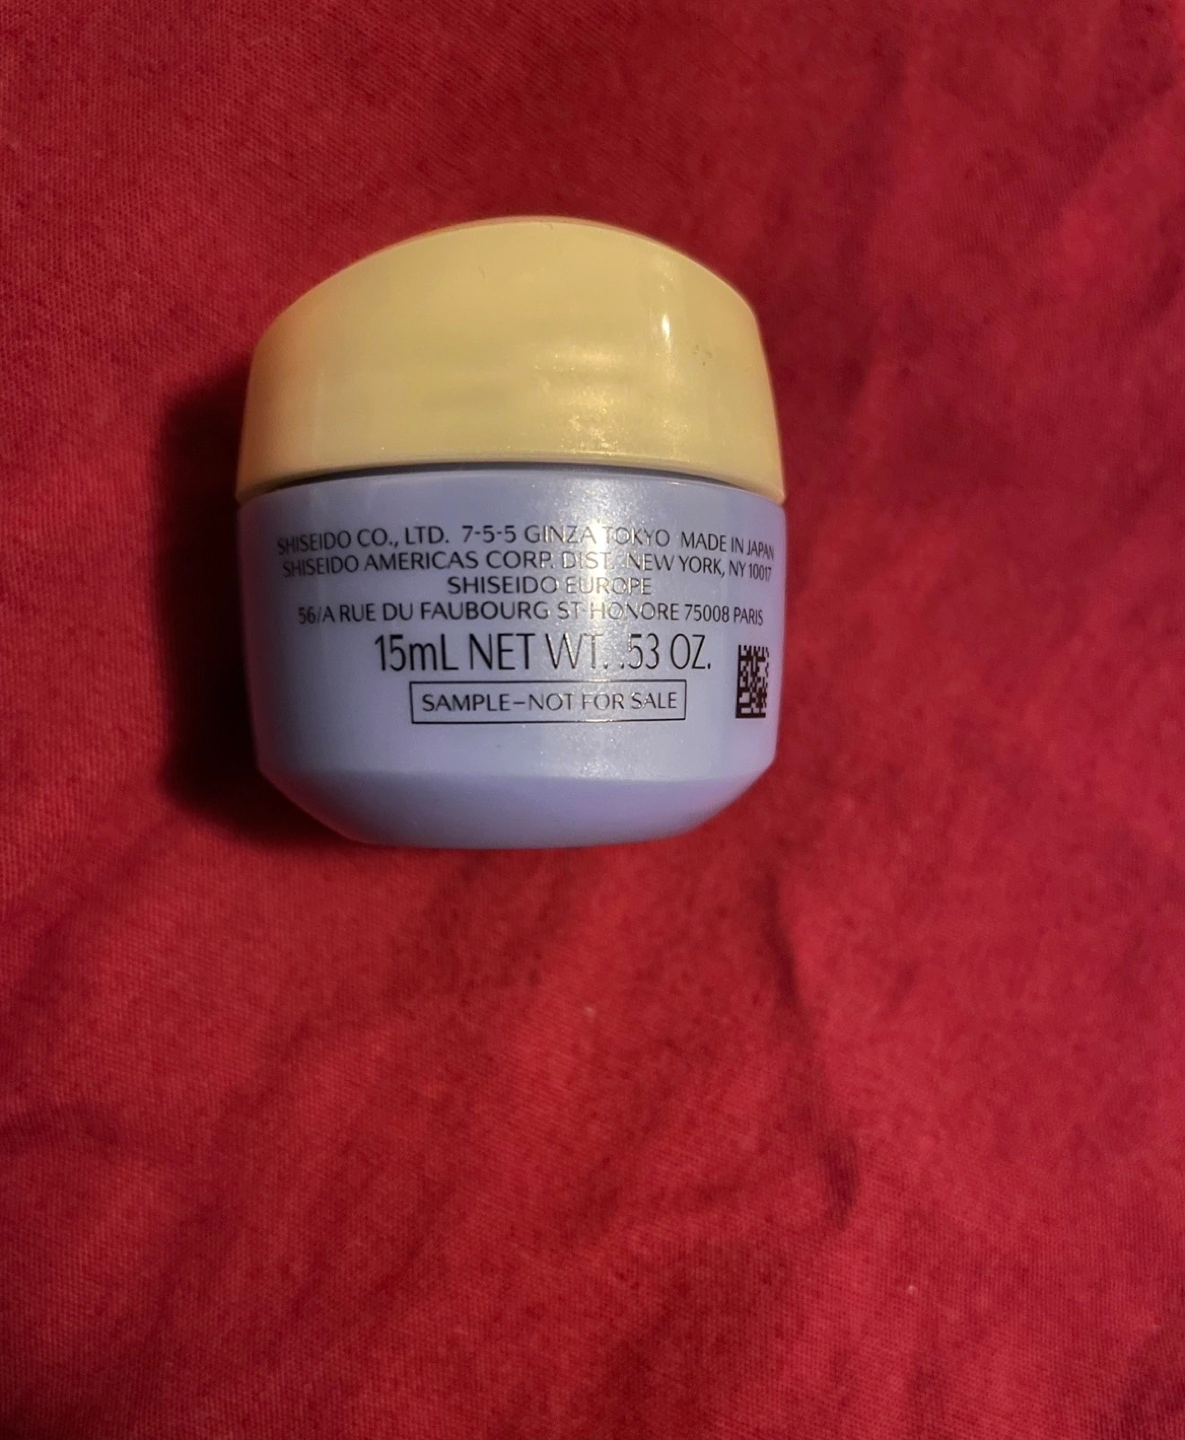 SHISEIDO CO., LTD. 7-5-5 GINZA TOKYO MADE IN JAPAN
SHISEIDO AMERICAS CORP. DIST. NEW YORK, NY 10017
SHISEIDO EUROPE
56/A RUE DU FAUBOURG ST HONORE 75008 PARIS
15mL NET WT. .53 OZ.
SAMPLE-NOT FOR SALE